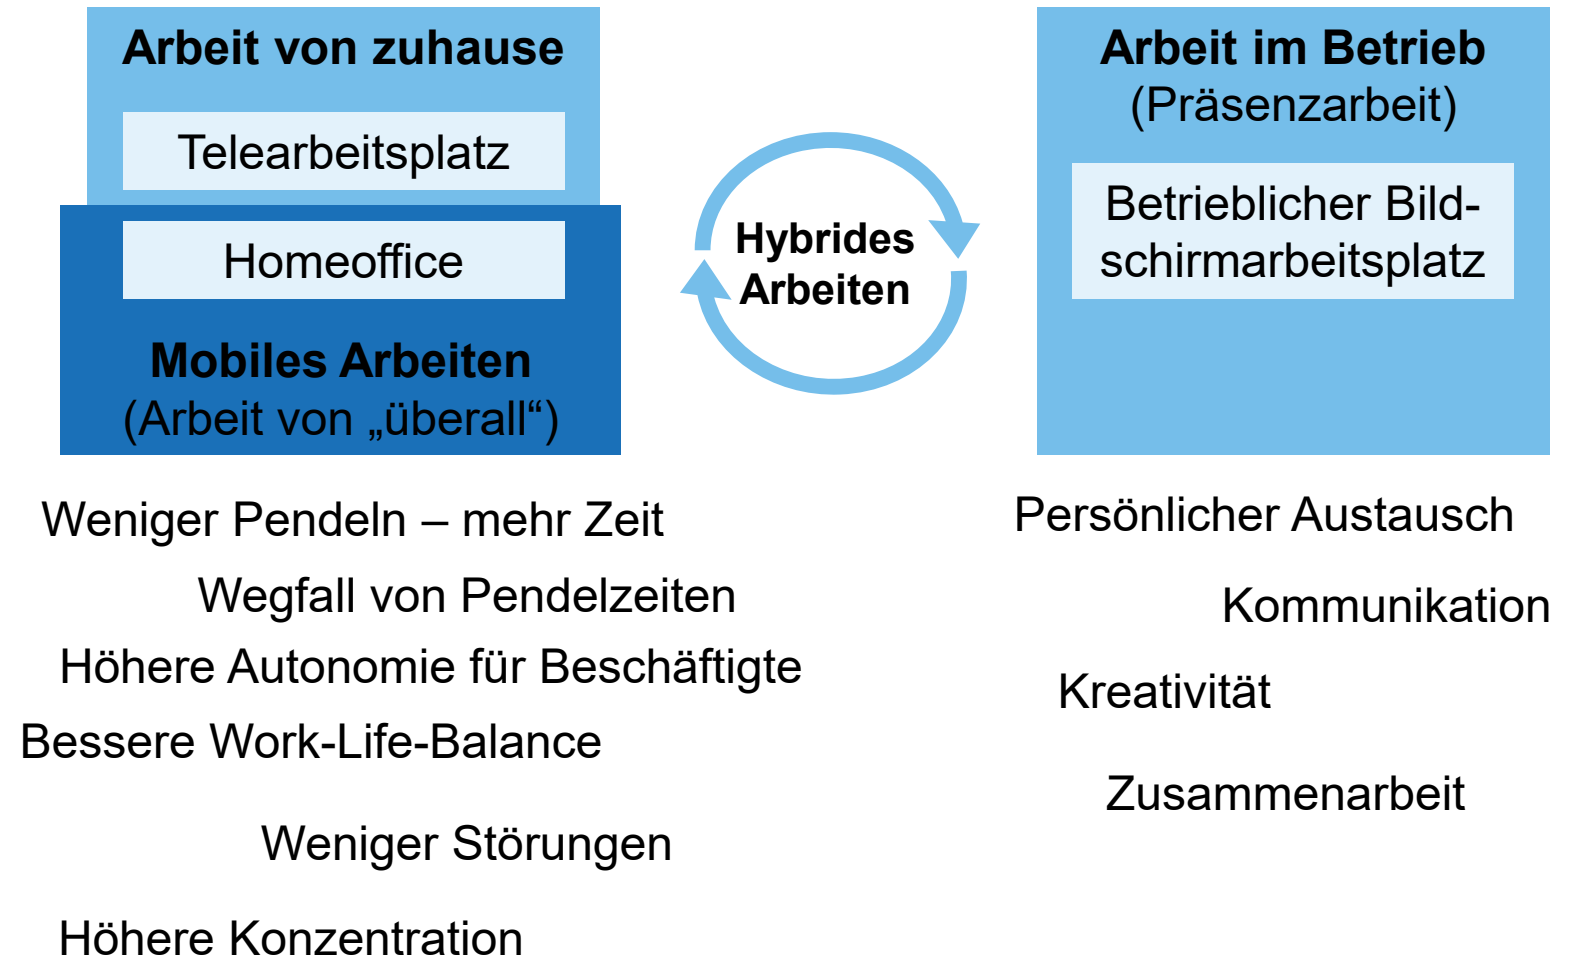 Arbeit von zuhause
Telearbeitsplatz
Homeoffice
Mobiles Arbeiten
(Arbeit von „überall“)
Hybrides
Arbeiten
Arbeit im Betrieb
(Präsenzarbeit)
Betrieblicher Bild-
schirmarbeitsplatz
Weniger Pendeln – mehr Zeit
Wegfall von Pendelzeiten
Höhere Autonomie für Beschäftigte
Bessere Work-Life-Balance
Weniger Störungen
Höhere Konzentration
Persönlicher Austausch
Kommunikation
Kreativität
Zusammenarbeit